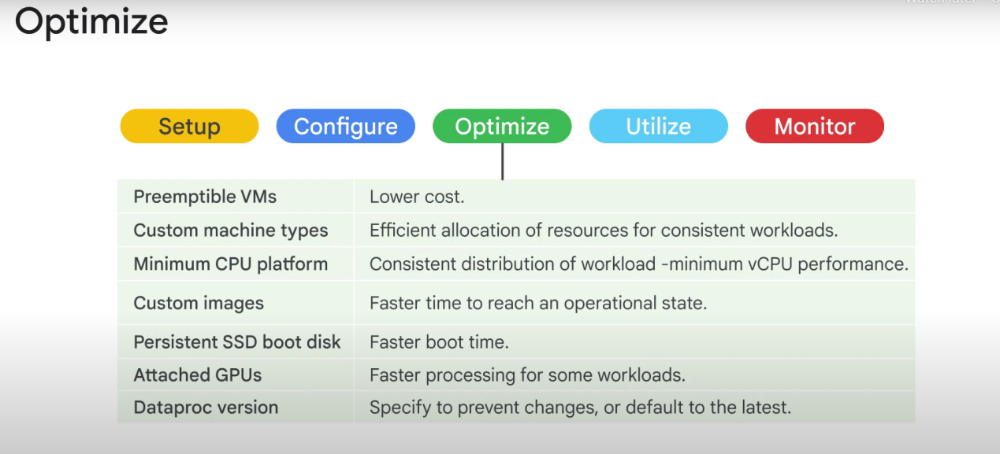 Optimize
Setup Configure Optimize Utilize Monitor
Preemptible VMs Lower cost.
Custom machine types Efficient allocation of resources for consistent workloads.
Minimum CPU platform Consistent distribution of workload -minimum vCPU performance.
Custom images Faster time to reach an operational state.
Persistent SSD boot disk Faster boot time.
Attached GPUs Faster processing for some workloads.
Dataproc version Specify to prevent changes, or default to the latest.